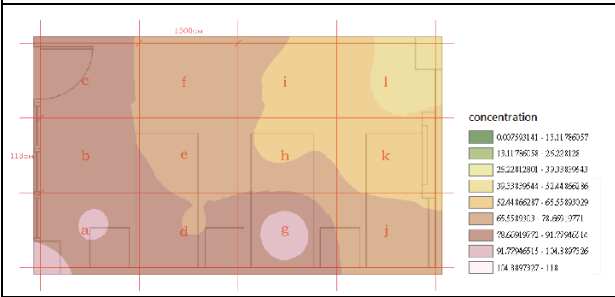 1500CM
c f i l
113CM
b e h k
a d g j
concentration
0.007593141 - 13.11786057
13.11786058 - 26.228128
26.22812801 - 39.33839543
39.33839544 - 52.44866286
52.44866287 - 65.55893029
65.5589303 - 78.66919771
78.66919772 - 91.77946514
91.77946515 - 104.8897326
104.8897327 - 118